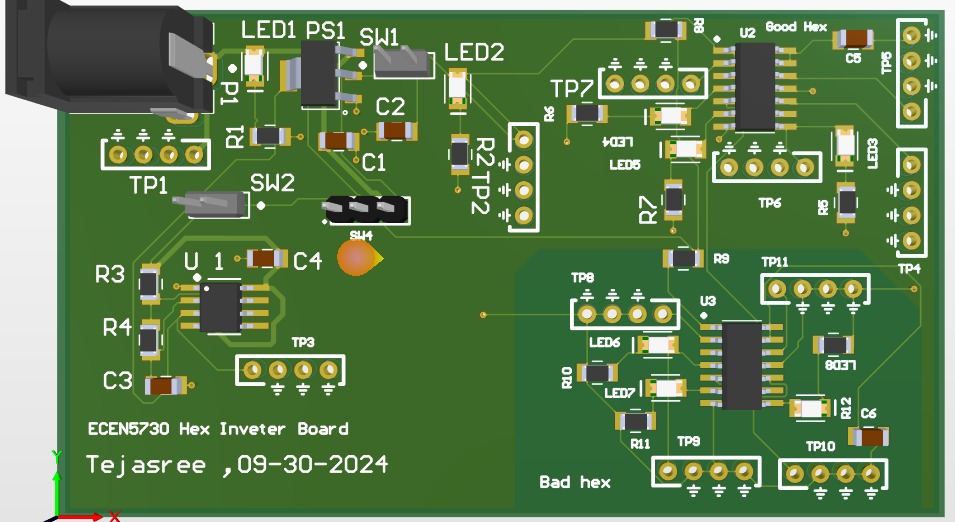 LED1 PS1
SW1
LED2
P1
R1
C2
C1
TP1
SW2
R2
TP2
SW4
U 1
C4
R3
R4
C3
TP3
ECEN5730 Hex Inveter Board
Tejasree ,09-30-2024
R8
U2
Good Hex
C5
TP5
TP7
R6
LED4
LED5
LED3
TP6
R7
R5
TP4
R9
TP11
TP8
U3
LED6
LED8
R10
LED7
R12
C6
R11
TP9
TP10
Bad hex
Y
X